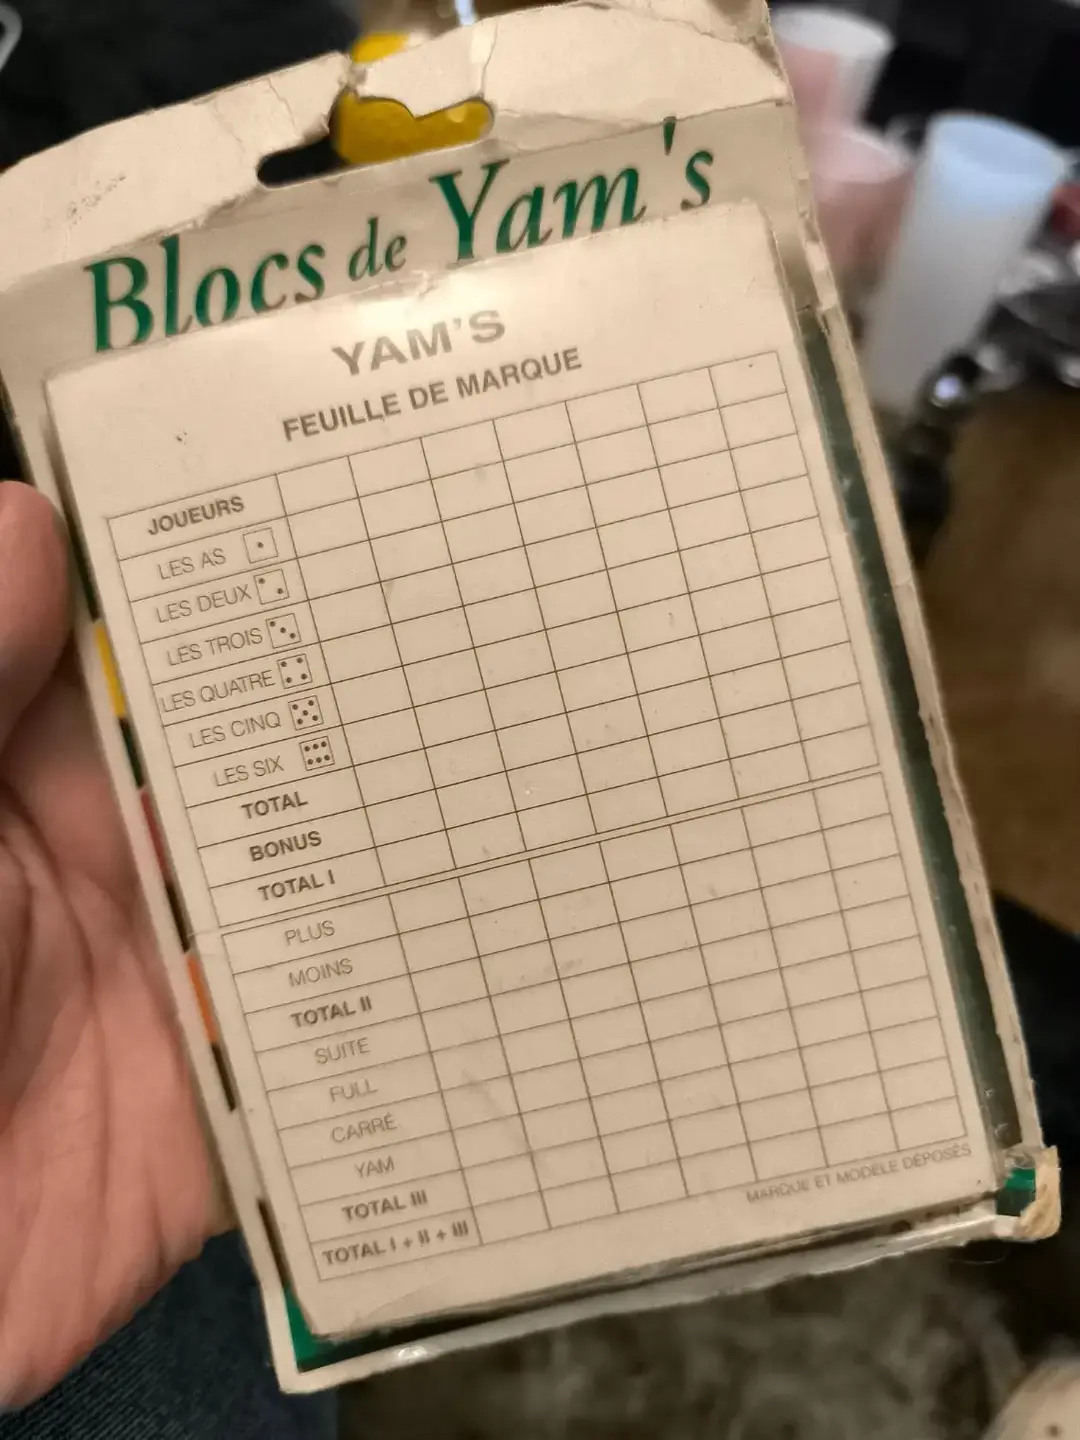 Blocs de Yam's
YAM'S
FEUILLE DE MARQUE
JOUEURS
LES AS
LES DEUX
LES TROIS
LES QUATRE
LES CINQ
LES SIX
TOTAL
BONUS
TOTAL I
PLUS
MOINS
TOTAL II
SUITE
FULL
CARRÉ
YAM
TOTAL III
TOTAL I + II + III
MARQUE ET MODELE DÉPOSÉS